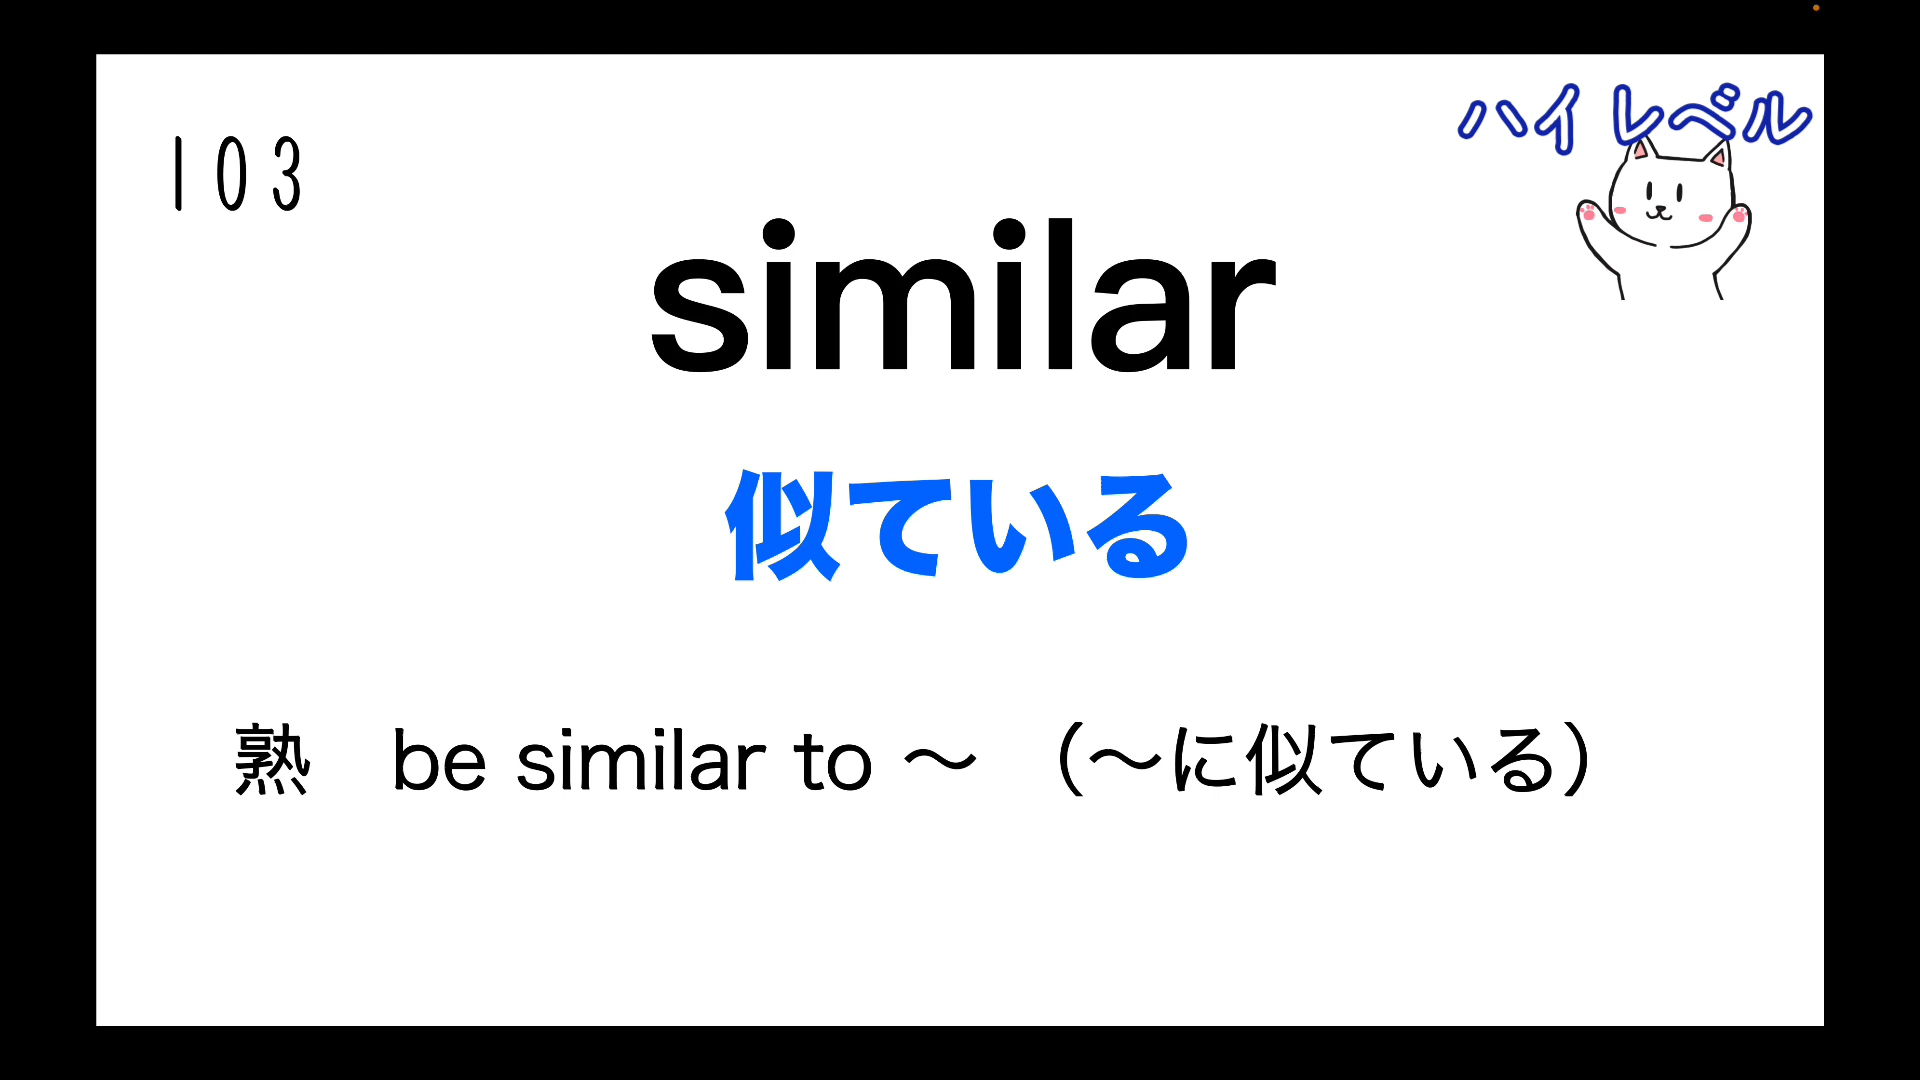 ハイレベル
103
similar
似ている
熟 be similar to ～ （～に似ている）